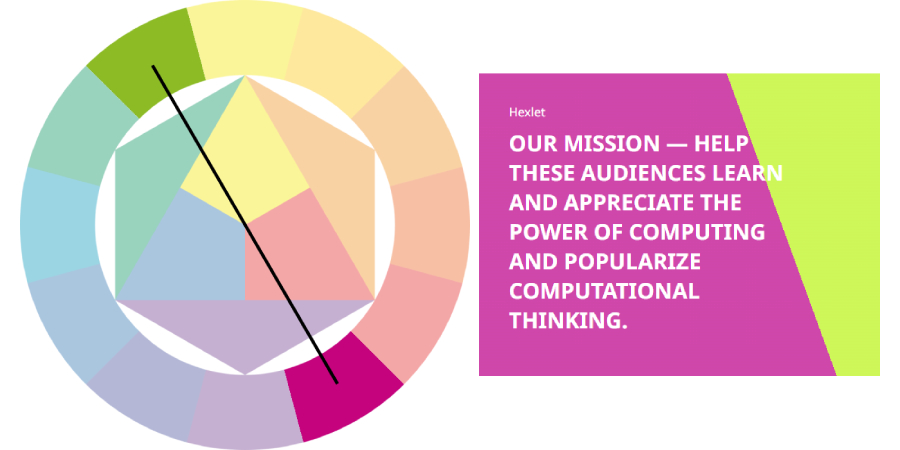 Hexlet
OUR MISSION — HELP
THESE AUDIENCES LEARN
AND APPRECIATE THE
POWER OF COMPUTING
AND POPULARIZE
COMPUTATIONAL
THINKING.